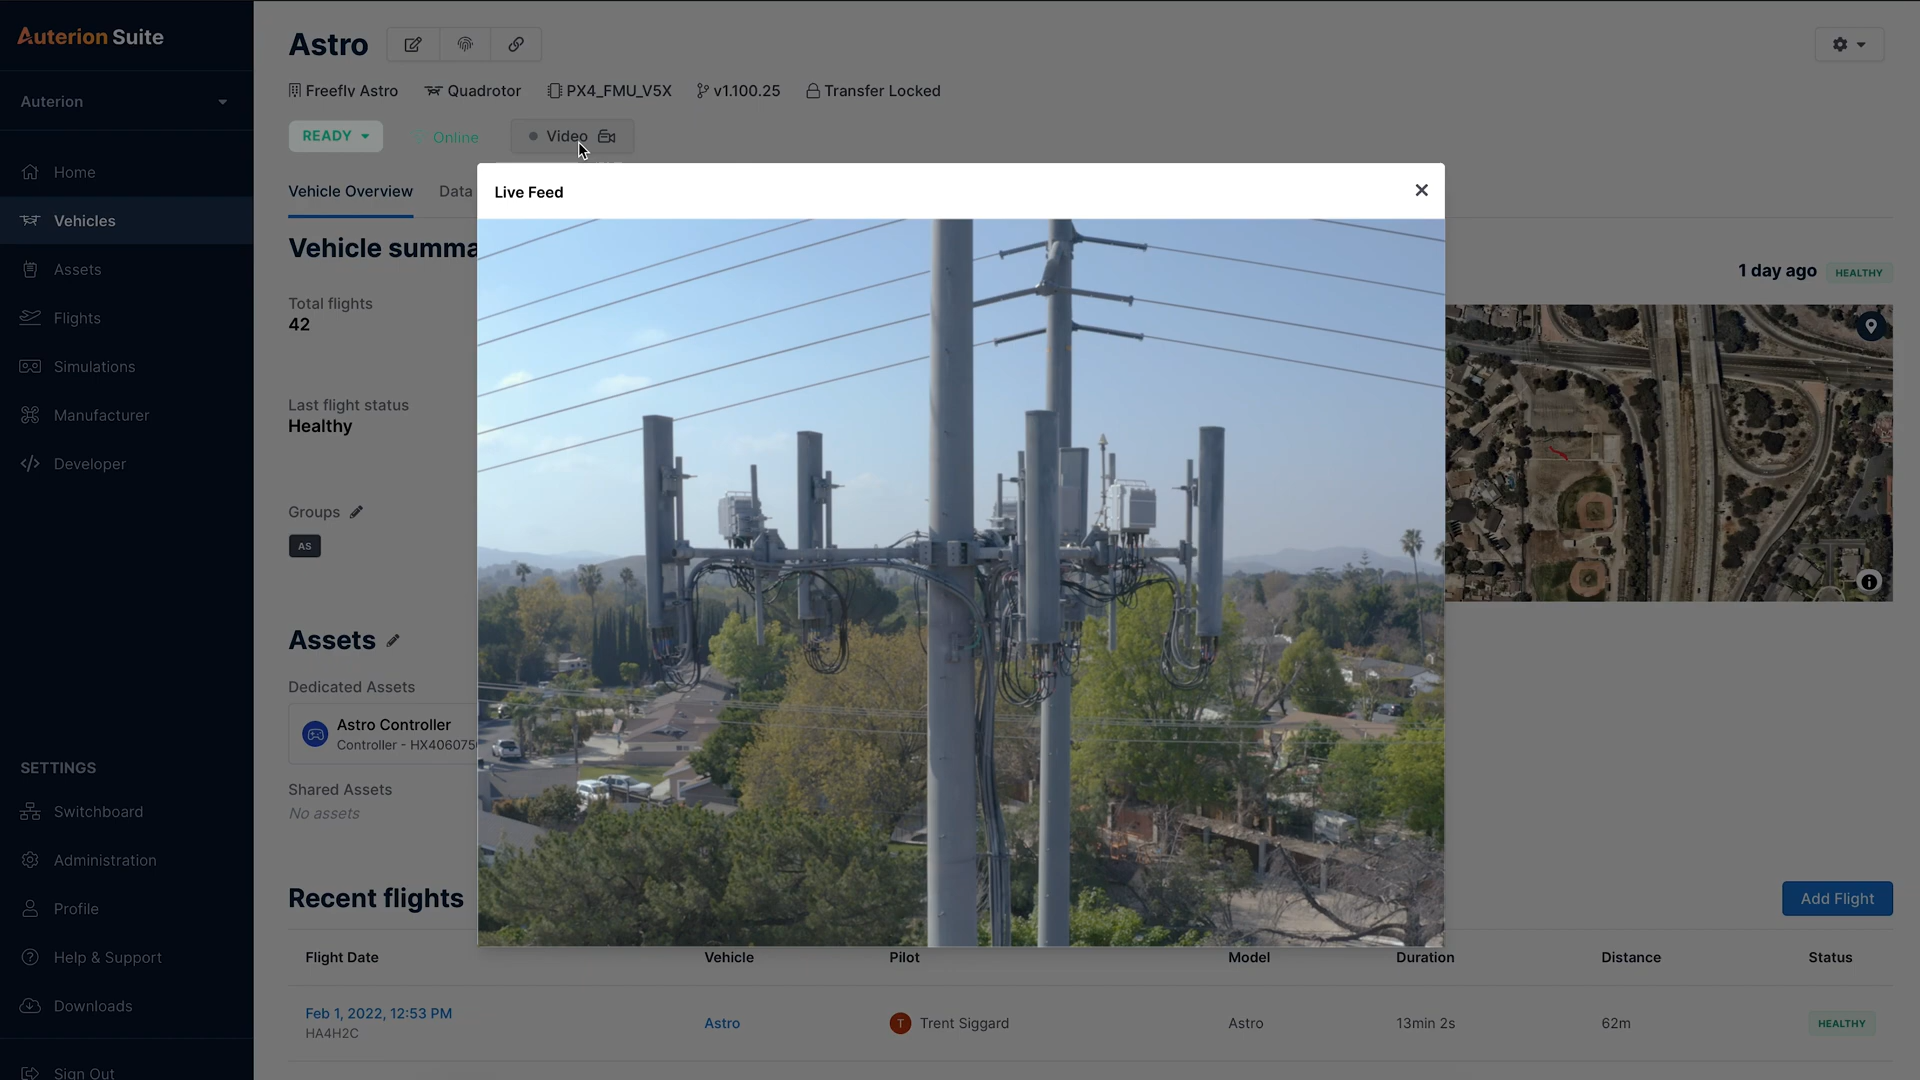 Auterion Suite
Auterion
Home
Vehicles
Assets
Flights
Simulations
Manufacturer
Developer
SETTINGS
Switchboard
Administration
Profile
Help & Support
Downloads
Sign Out
Astro
Freefly Astro Quadrotor PX4_FMU_V5X v1.100.25 Transfer Locked
READY Online Video
Vehicle Overview Data
Live Feed
Vehicle summa
1 day ago HEALTHY
Total flights
42
Last flight status
Healthy
Groups
AS
Assets
Dedicated Assets
Astro Controller
Controller - HX406075
Shared Assets
No assets
Recent flights
Add Flight
Flight Date Vehicle Pilot Model Duration Distance Status
Feb 1, 2022, 12:53 PM Astro T Trent Siggard Astro 13min 2s 62m HEALTHY
HA4H2C